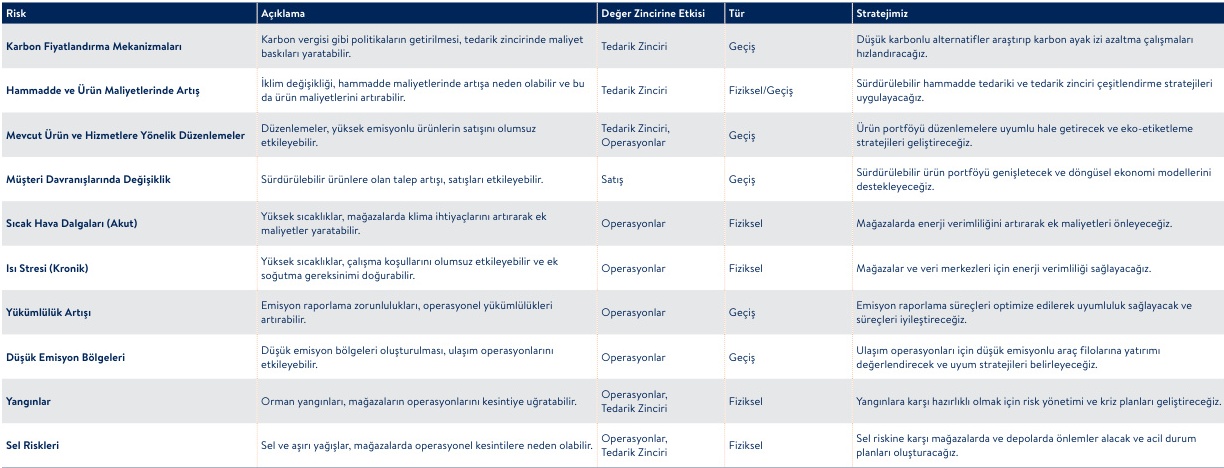 Risk Açıklama Değer Zincirine Etkisi Tür Stratejimiz
Karbon Fiyatlandırma Mekanizmaları
Karbon vergisi gibi politikaların getirilmesi, tedarik zincirinde maliyet
baskıları yaratabilir.
Tedarik Zinciri
Geçiş
Düşük karbonlu alternatifler araştırıp karbon ayak izi azaltma çalışmaları
hızlandıracağız.
Hammadde ve Ürün Maliyetlerinde Artış
İklim değişikliği, hammadde maliyetlerinde artışa neden olabilir ve bu
da ürün maliyetlerini artırabilir.
Tedarik Zinciri
Fiziksel/Geçiş
Sürdürülebilir hammadde tedariki ve tedarik zinciri çeşitlendirme stratejileri
uygulayacağız.
Mevcut Ürün ve Hizmetlere Yönelik Düzenlemeler
Düzenlemeler, yüksek emisyonlu ürünlerin satışını olumsuz
etkileyebilir.
Tedarik Zinciri,
Operasyonlar
Geçiş
Ürün portföyü düzenlemelere uyumlu hale getirecek ve eko-etiketleme
stratejileri geliştireceğiz.
Müşteri Davranışlarında Değişiklik
Sürdürülebilir ürünlere olan talep artışı, satışları etkileyebilir.
Satış
Geçiş
Sürdürülebilir ürün portföyü genişletecek ve döngüsel ekonomi modellerini
destekleyeceğiz.
Sıcak Hava Dalgaları (Akut)
Yüksek sıcaklıklar, mağazalarda klima ihtiyaçlarını artırarak ek
maliyetler yaratabilir.
Operasyonlar
Fiziksel
Mağazalarda enerji verimliliğini artırarak ek maliyetleri önleyeceğiz.
Isı Stresi (Kronik)
Yüksek sıcaklıklar, çalışma koşullarını olumsuz etkileyebilir ve ek
soğutma gereksinimi doğurabilir.
Operasyonlar
Fiziksel
Mağazalar ve veri merkezleri için enerji verimliliği sağlayacağız.
Yükümlülük Artışı
Emisyon raporlama zorunlulukları, operasyonel yükümlülükleri
artırabilir.
Operasyonlar
Geçiş
Emisyon raporlama süreçleri optimize edilerek uyumluluk sağlayacak ve
süreçleri iyileştireceğiz.
Düşük Emisyon Bölgeleri
Düşük emisyon bölgeleri oluşturulması, ulaşım operasyonlarını
etkileyebilir.
Operasyonlar
Geçiş
Ulaşım operasyonları için düşük emisyonlu araç filolarına yatırımı
değerlendirecek ve uyum stratejileri belirleyeceğiz.
Yangınlar
Orman yangınları, mağazaların operasyonlarını kesintiye uğratabilir.
Operasyonlar,
Tedarik Zinciri
Fiziksel
Yangınlara karşı hazırlıklı olmak için risk yönetimi ve kriz planları geliştireceğiz.
Sel Riskleri
Sel ve aşırı yağışlar, mağazalarda operasyonel kesintilere neden olabilir.
Operasyonlar,
Tedarik Zinciri
Fiziksel
Sel riskine karşı mağazalarda ve depolarda önlemler alacak ve acil durum
planları oluşturacağız.